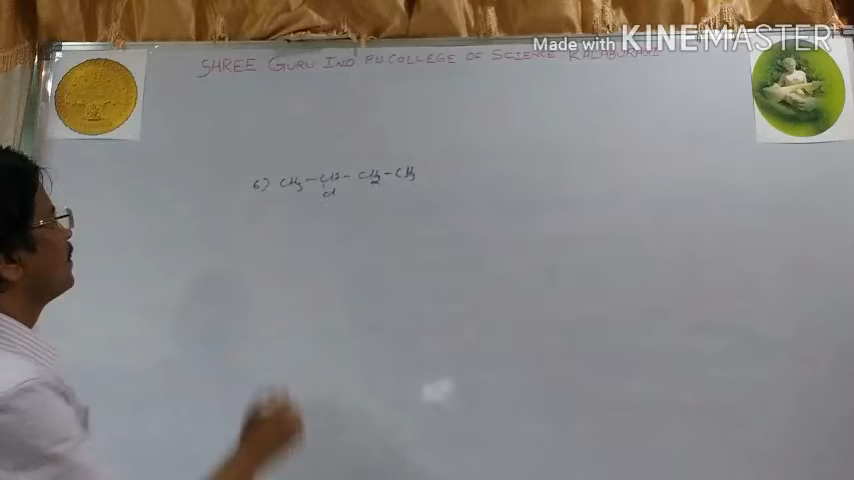 Made with KINEMASTER
SHREE GURU IND PU COLLEGE OF SCIENCE KALABURAGI
6) CH3 - CH - CH2 - CH3
Cl